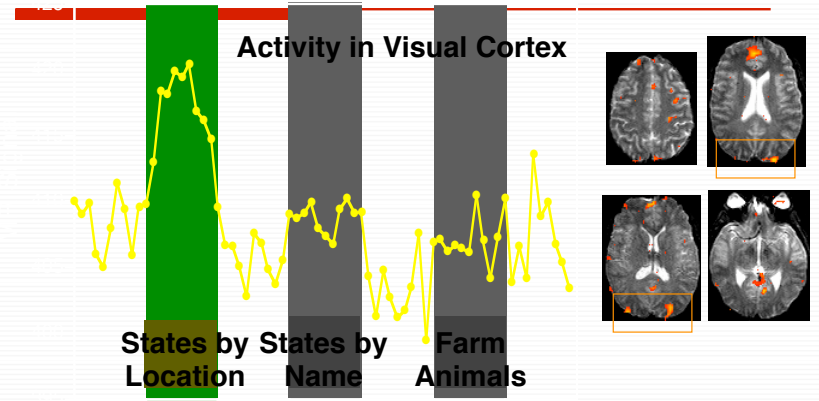 Activity in Visual Cortex
States by
Location
States by
Name
Farm
Animals